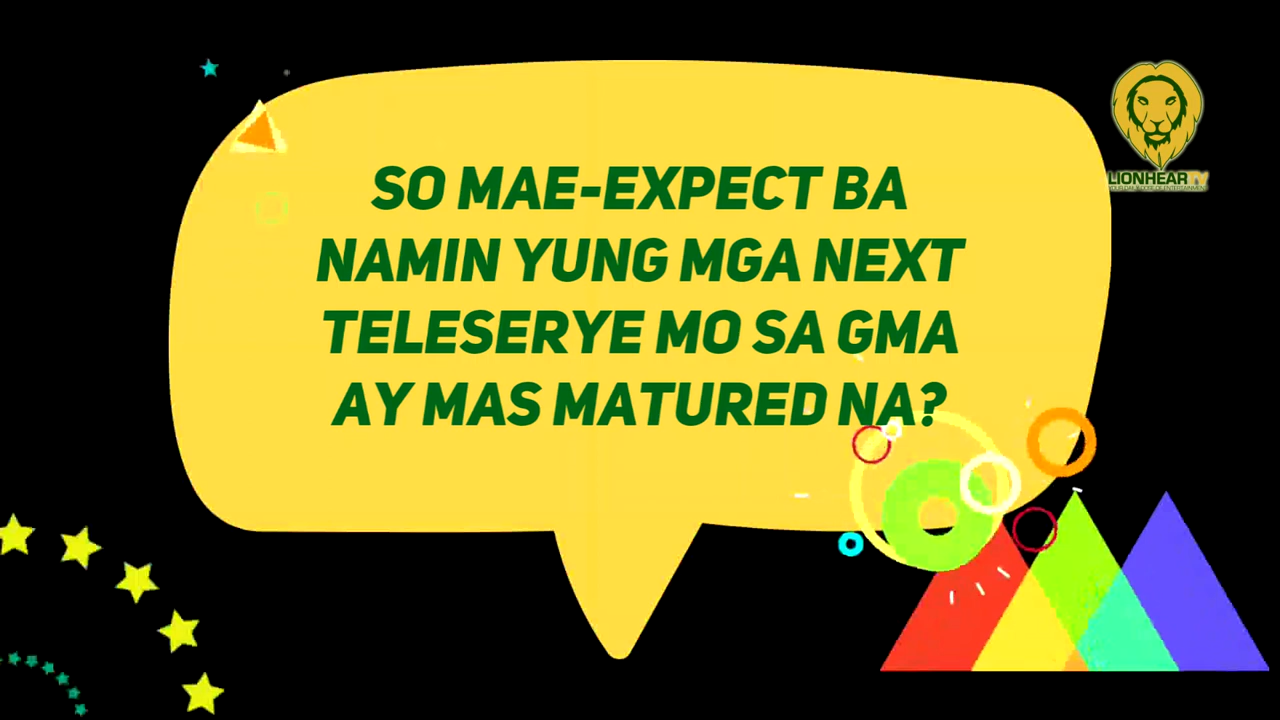 SO MAE-EXPECT BA
NAMIN YUNG MGA NEXT
TELESERYE MO SA GMA
AY MAS MATURED NA?
LIONHEARTV